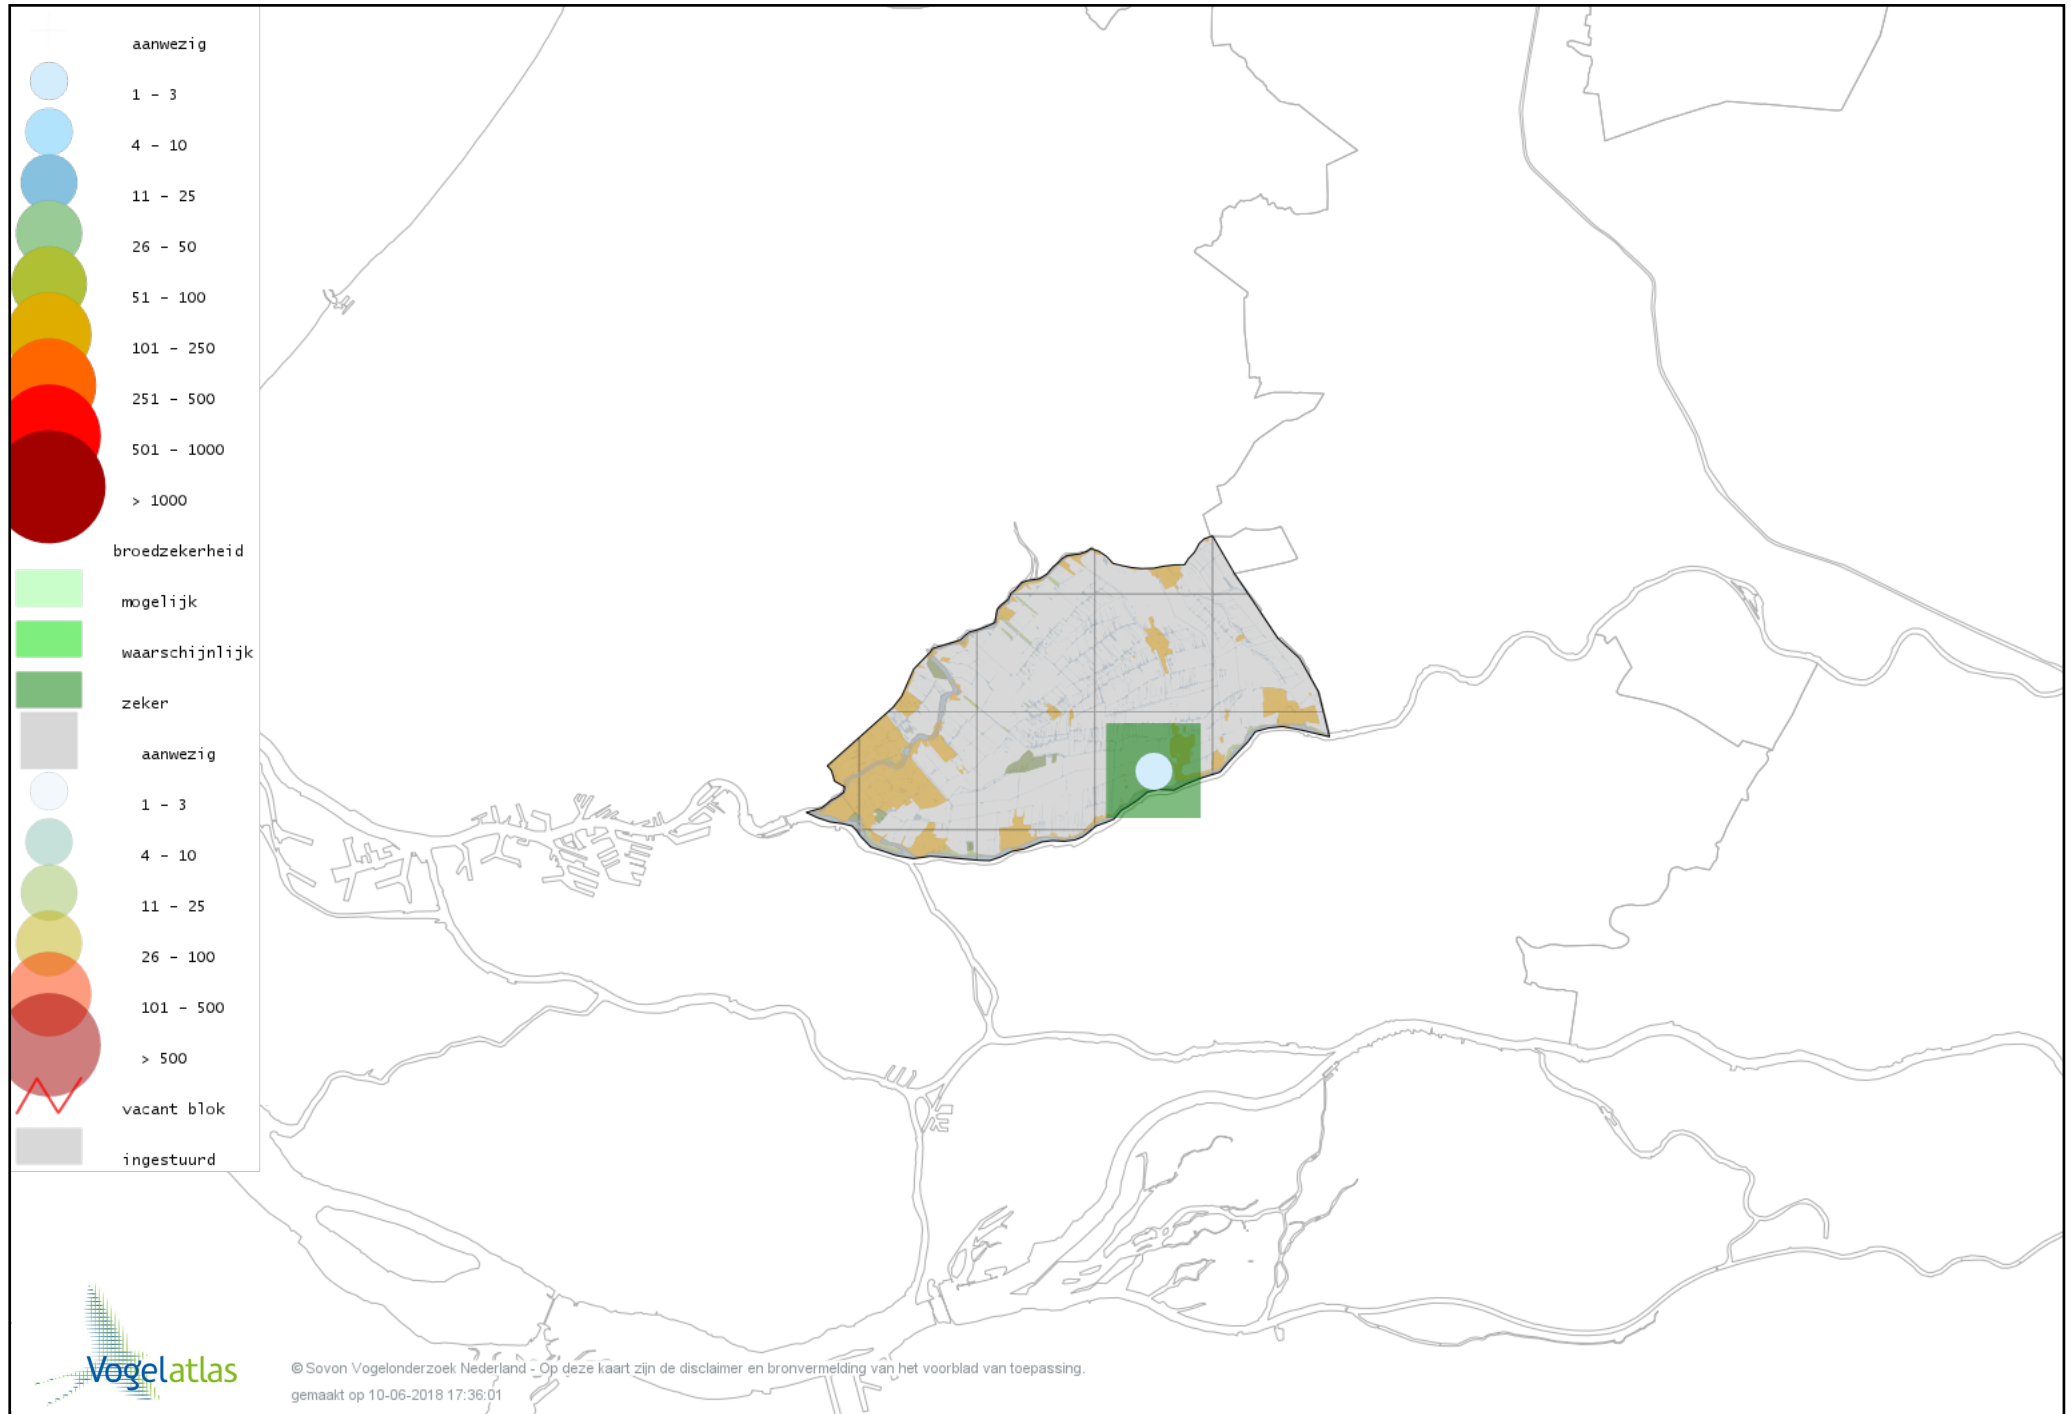 aanwezig
1 - 3
4 - 10
11 - 25
26 - 50
51 - 100
101 - 250
251 - 500
501 - 1000
> 1000
broedzekerheid
mogelijk
waarschijnlijk
zeker
aanwezig
1 - 3
4 - 10
11 - 25
26 - 100
101 - 500
> 500
vacant blok
ingestuurd
Vogelatlas
© Sovon Vogelonderzoek Nederland - Op deze kaart zijn de disclaimer en bronvermelding van het voorblad van toepassing.
gemaakt op 10-06-2018 17:36:01